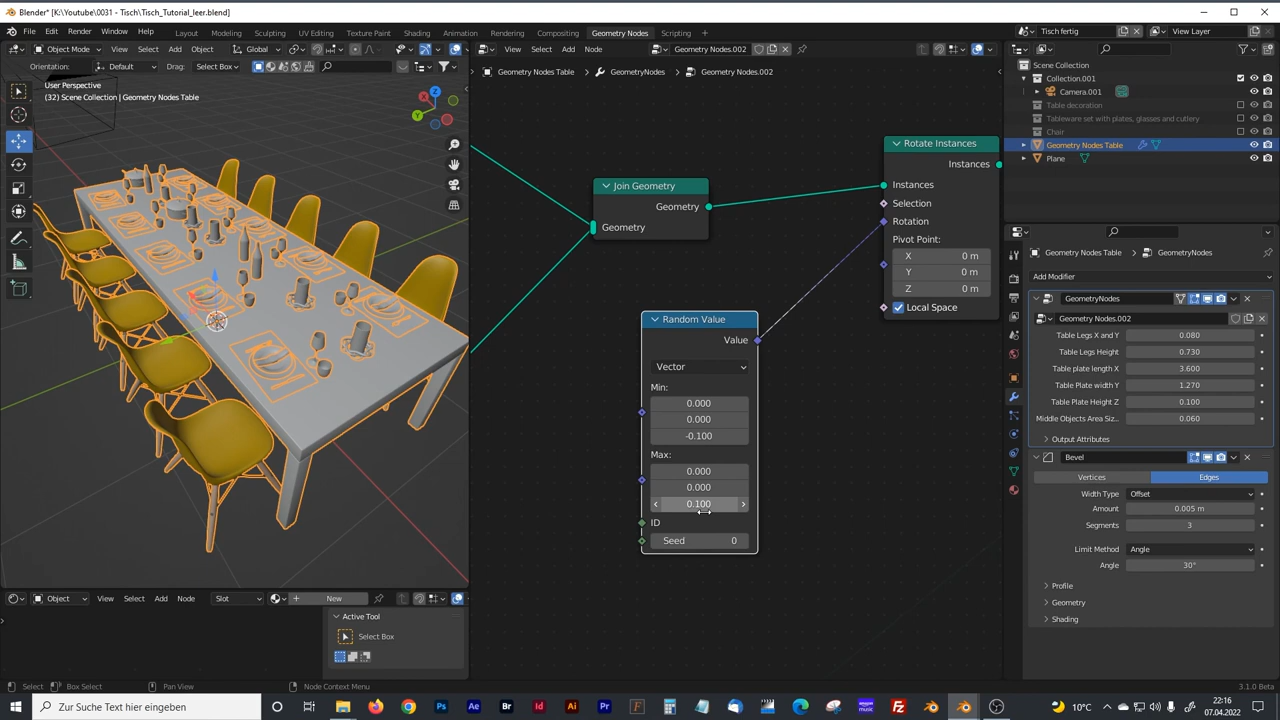 Blender* [K:\Youtube\0031 - Tisch\Tisch_Tutorial_leer.blend]
File Edit Render Window Help Layout Modeling Sculpting UV Editing Texture Paint Shading Animation Rendering Compositing Geometry Nodes Scripting Tisch fertig View Layer
Object Mode View Select Add Object Global
View Select Add Node Geometry Nodes.002
Orientation: Default Drag: Select Box
User Perspective
(32) Scene Collection | Geometry Nodes Table
Geometry Nodes Table GeometryNodes Geometry Nodes.002
Join Geometry
Geometry
Geometry
Rotate Instances
Instances
Instances
Selection
Rotation
Pivot Point:
X 0 m
Y 0 m
Z 0 m
Local Space
Random Value
Value
Vector
Min:
0.000
0.000
-0.100
Max:
0.000
0.000
0.100
ID
Seed 0
Scene Collection
Collection.001
Camera.001
Table decoration
Tableware set with plates, glasses and cutlery
Chair
Geometry Nodes Table
Plane
Geometry Nodes Table GeometryNodes
Add Modifier
GeometryNodes
Geometry Nodes.002
Table Legs X and Y 0.080
Table Legs Height 0.730
Table plate length X 3.600
Table Plate width Y 1.270
Table Plate Height Z 0.100
Middle Objects Area Siz... 0.060
Output Attributes
Bevel
Vertices Edges
Width Type Offset
Amount 0.005 m
Segments 3
Limit Method Angle
Angle 30°
Profile
Geometry
Shading
Object View Select Add Node Slot New
Active Tool
Select Box
Select Box Select Pan View Node Context Menu 3.1.0 Beta
Zur Suche Text hier eingeben
Ps Ae Br Id Ai Pr
amazon music
Fz
10°C
22:16
07.04.2022